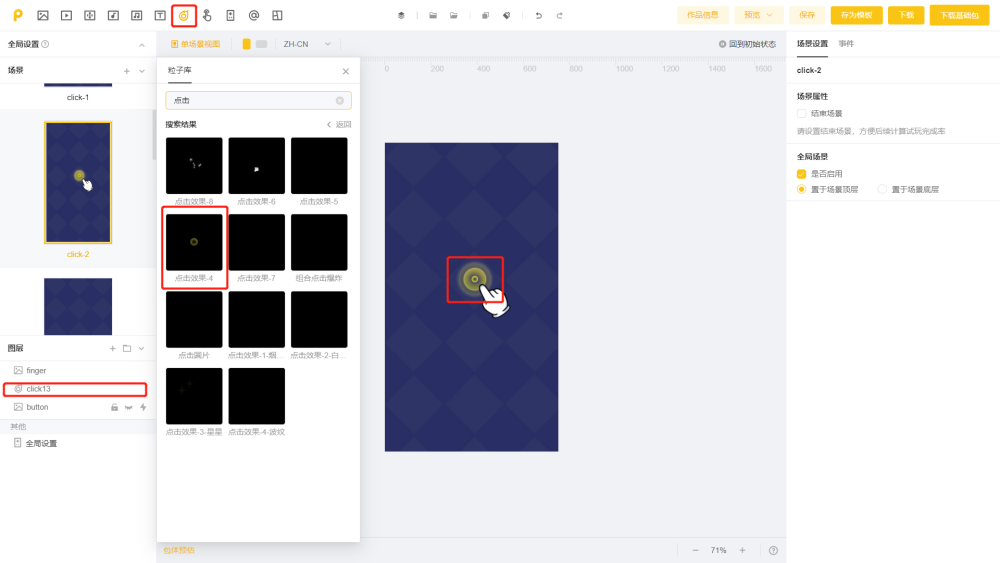 作品信息 预览 保存 存为模板 下载 下载基础包
全局设置
单场景视图 ZH-CN 回到初始状态
场景设置 事件
场景
click-1
click-2
图层
finger
click13
button
其他
全局设置
粒子库
点击
搜索结果 返回
点击效果-8 点击效果-6 点击效果-5
点击效果-4 点击效果-7 组合点击爆炸
点击圆片 点击效果-1-烟... 点击效果-2-白...
点击效果-3-星星 点击效果-4-波纹
0 200 400 600 800 1000 1200 1400 1600
包体预估
71%
click-2
场景属性
结束场景
请设置结束场景，方便后续计算试玩完成率
全局场景
是否启用
置于场景顶层 置于场景底层